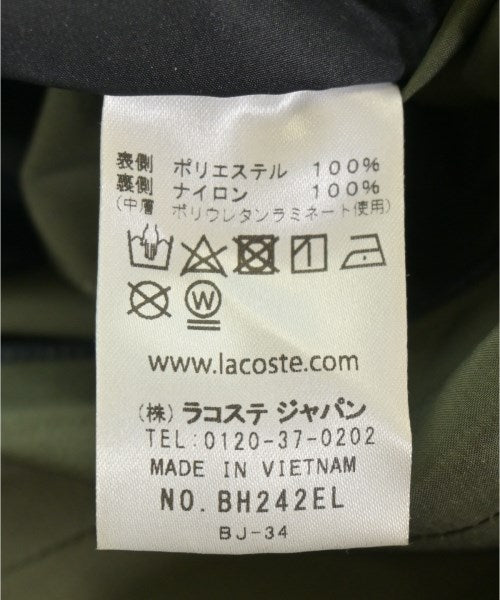 表側 ポリエステル 100%
裏側 ナイロン 100%
(中層 ポリウレタンラミネート使用)
W
www.lacoste.com
(株) ラコステ ジャパン
TEL:0120-37-0202
MADE IN VIETNAM
NO. BH242EL
BJ-34